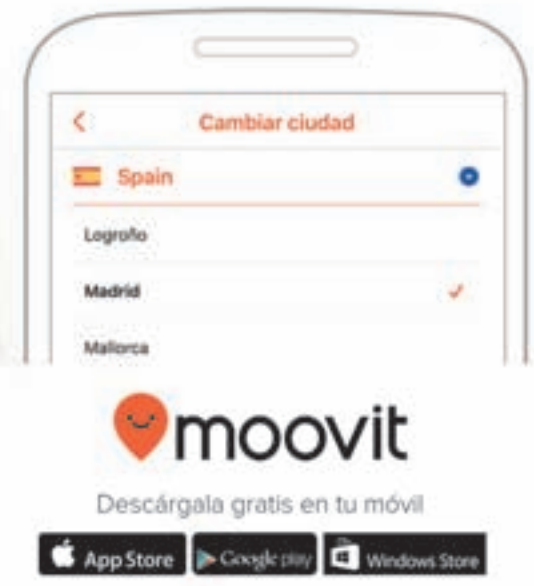 Cambiar ciudad
Spain
Logroño
Madrid
Mallorca
moovit
Descárgala gratis en tu móvil
App Store
Google play
Windows Store